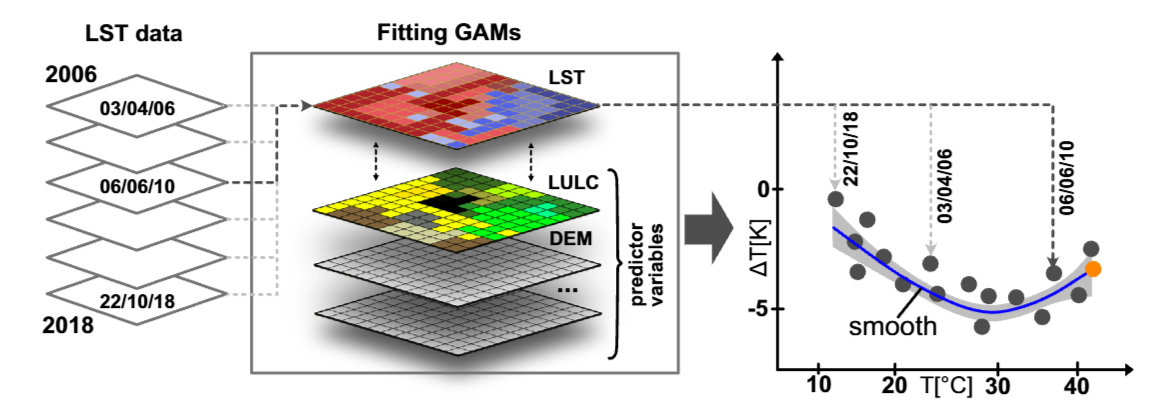 LST data
2006
03/04/06
06/06/10
22/10/18
2018
Fitting GAMs
LST
LULC
DEM
...
predictor
variables
22/10/18
03/04/06
06/06/10
0
-5
ΔT[K]
smooth
10
20
T[°C]
30
40